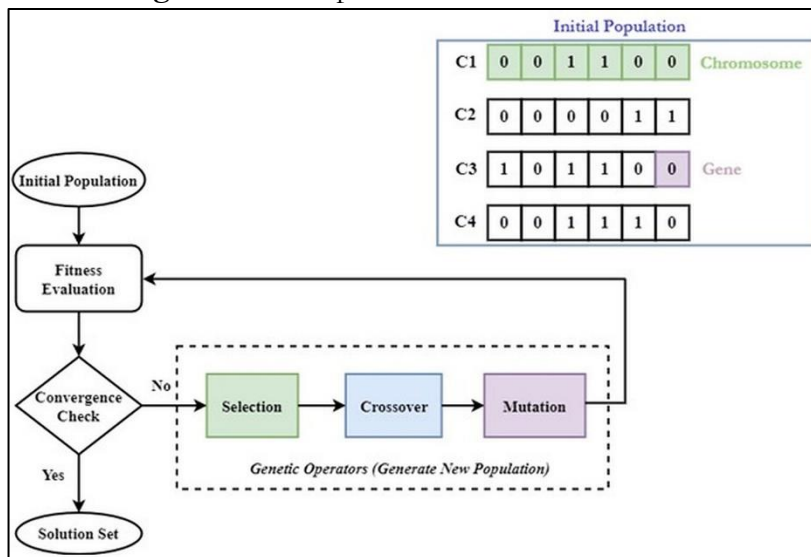 Initial Population
C1 0 0 1 1 0 0 Chromosome
C2 0 0 0 0 1 1
C3 1 0 1 1 0 0 Gene
C4 0 0 1 1 1 0
Initial Population
Fitness
Evaluation
Convergence
Check
No
Yes
Selection
Crossover
Mutation
Genetic Operators (Generate New Population)
Solution Set